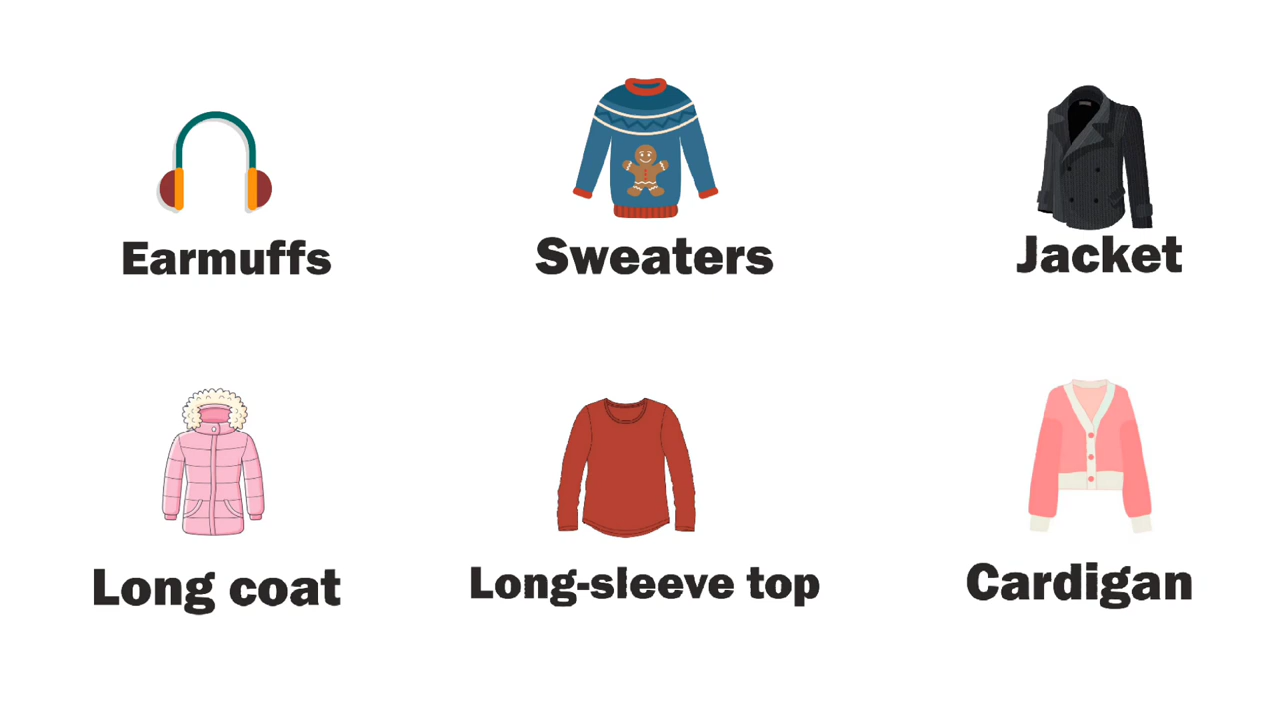 Earmuffs
Sweaters
Jacket
Long coat
Long-sleeve top
Cardigan